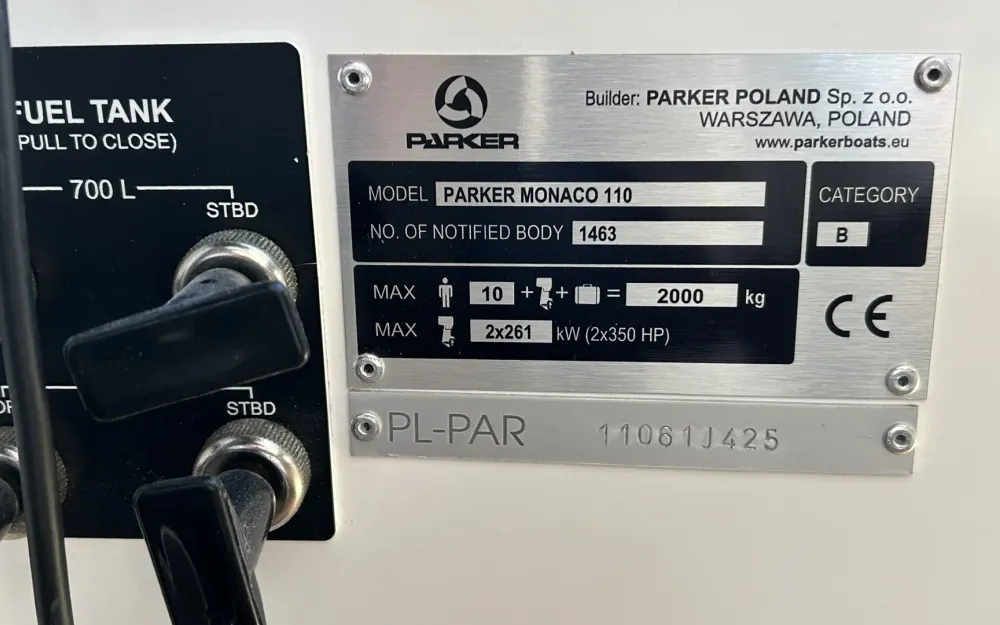 FUEL TANK
(PULL TO CLOSE)
700 L
STBD
STBD
PARKER
Builder: PARKER POLAND Sp. z o.o.
WARSZAWA, POLAND
www.parkerboats.eu
MODEL PARKER MONACO 110
NO. OF NOTIFIED BODY 1463
CATEGORY
B
MAX 10 + + = 2000 kg
MAX 2x261 kW (2x350 HP)
CE
PL-PAR 11061J425